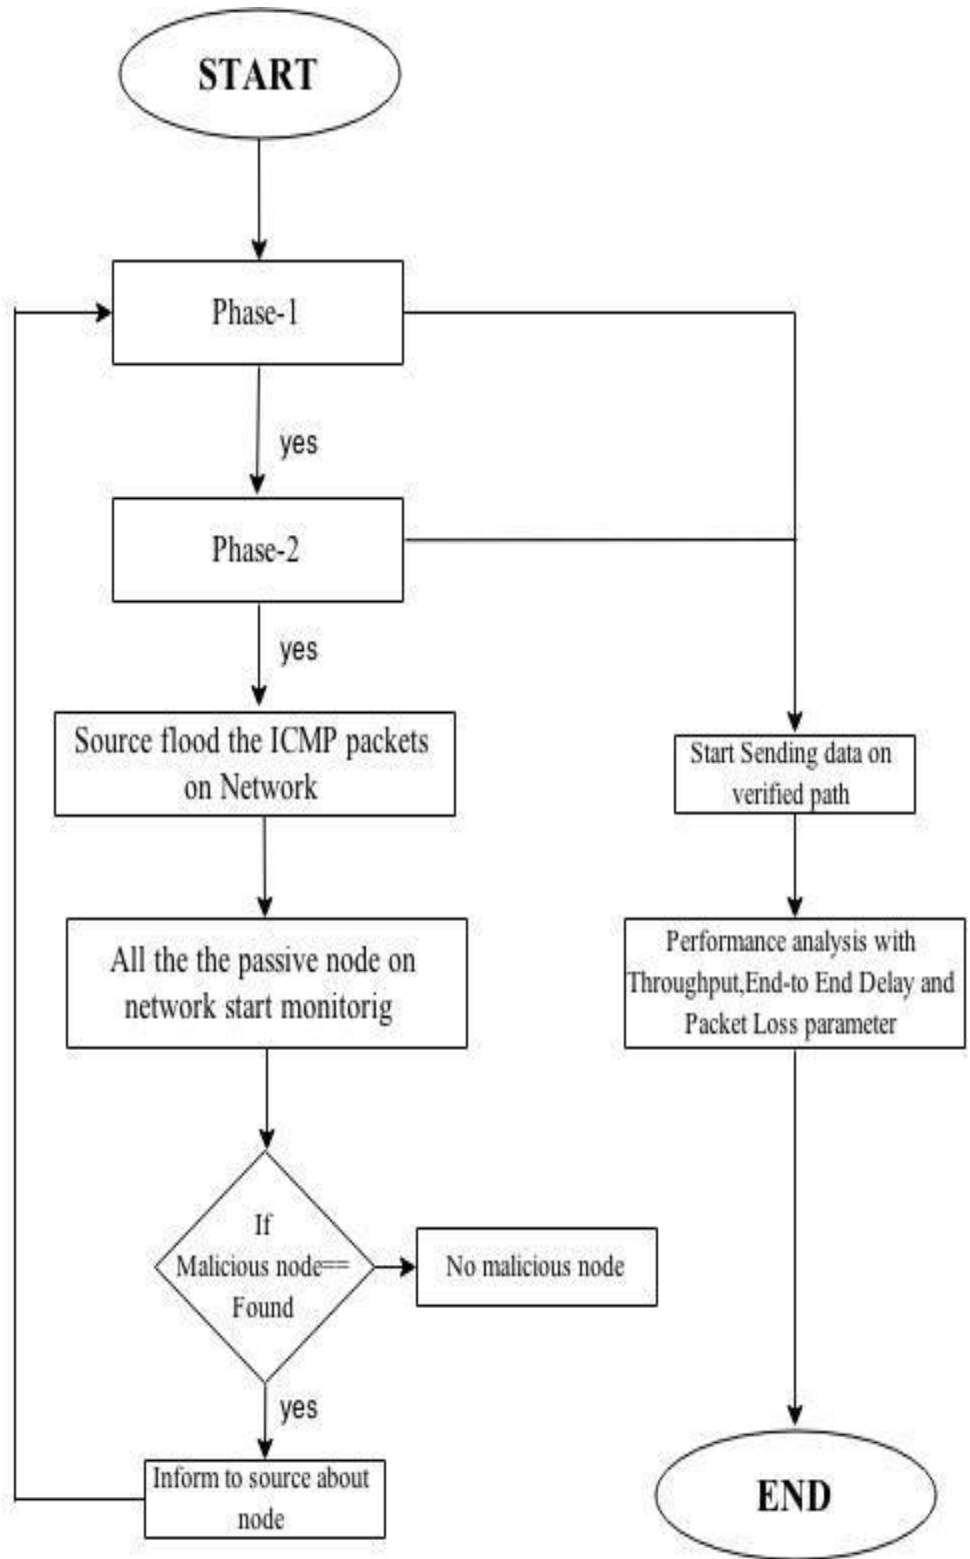 START
Phase-1
yes
Phase-2
yes
Source flood the ICMP packets
on Network
Start Sending data on
verified path
All the the passive node on
network start monitorig
Performance analysis with
Throughput,End-to End Delay and
Packet Loss parameter
If
Malicious node==
Found
No malicious node
yes
Inform to source about
node
END